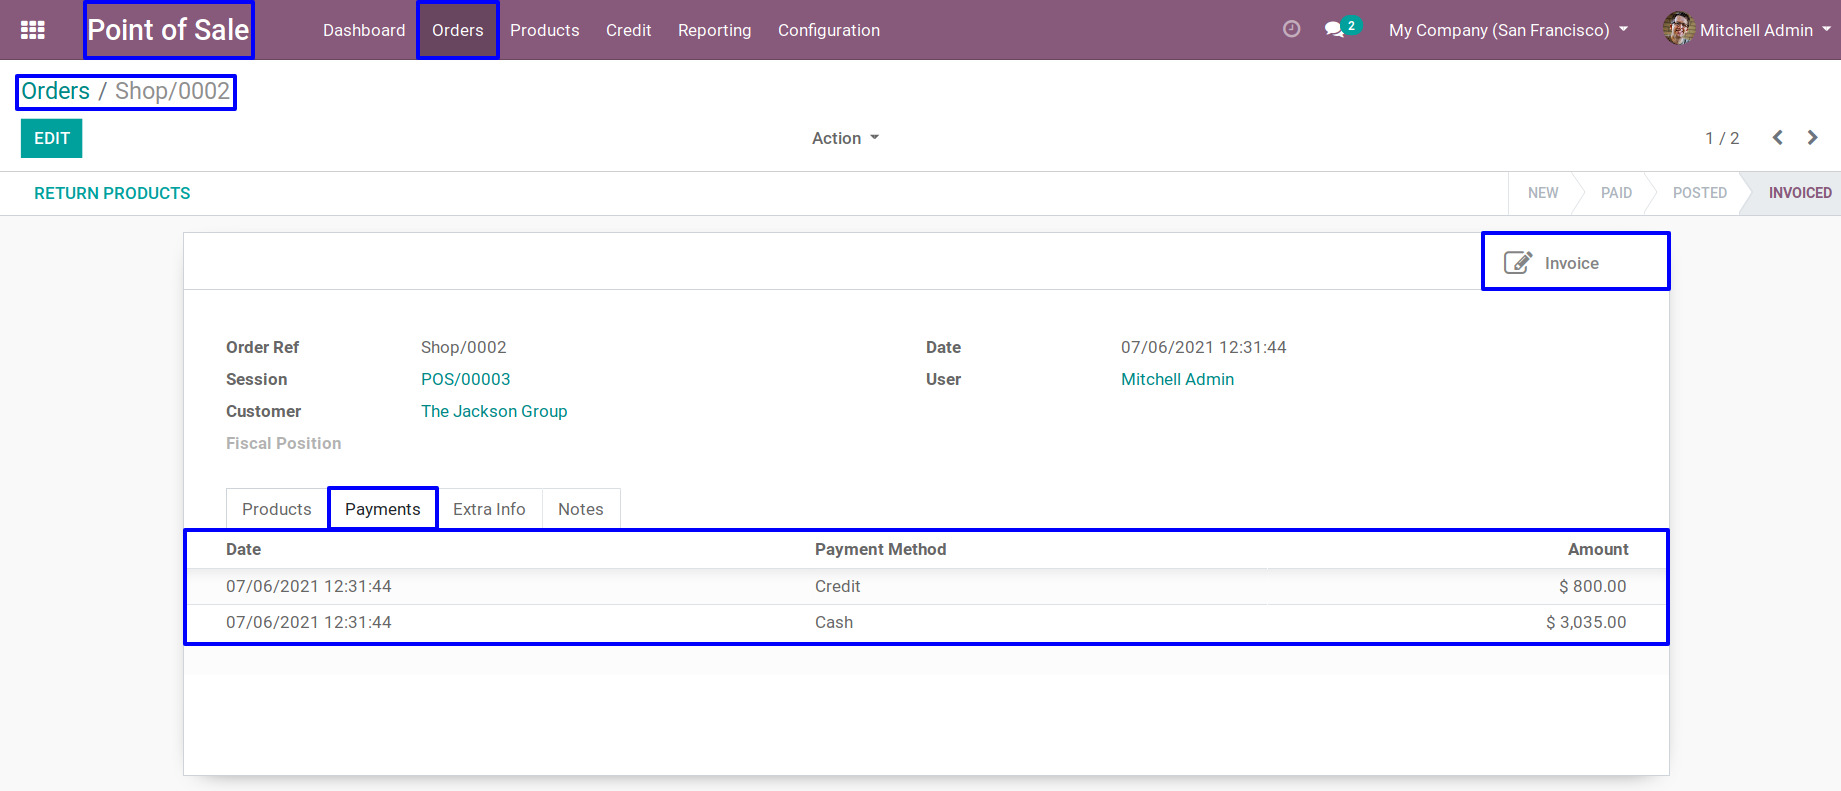 Point of Sale Dashboard Orders Products Credit Reporting Configuration 2 My Company (San Francisco) Mitchell Admin
Orders / Shop/0002
EDIT Action 1 / 2
RETURN PRODUCTS NEW PAID POSTED INVOICED
Invoice
Order Ref Shop/0002 Date 07/06/2021 12:31:44
Session POS/00003 User Mitchell Admin
Customer The Jackson Group
Fiscal Position
Products Payments Extra Info Notes
Date Payment Method Amount
07/06/2021 12:31:44 Credit $ 800.00
07/06/2021 12:31:44 Cash $ 3,035.00